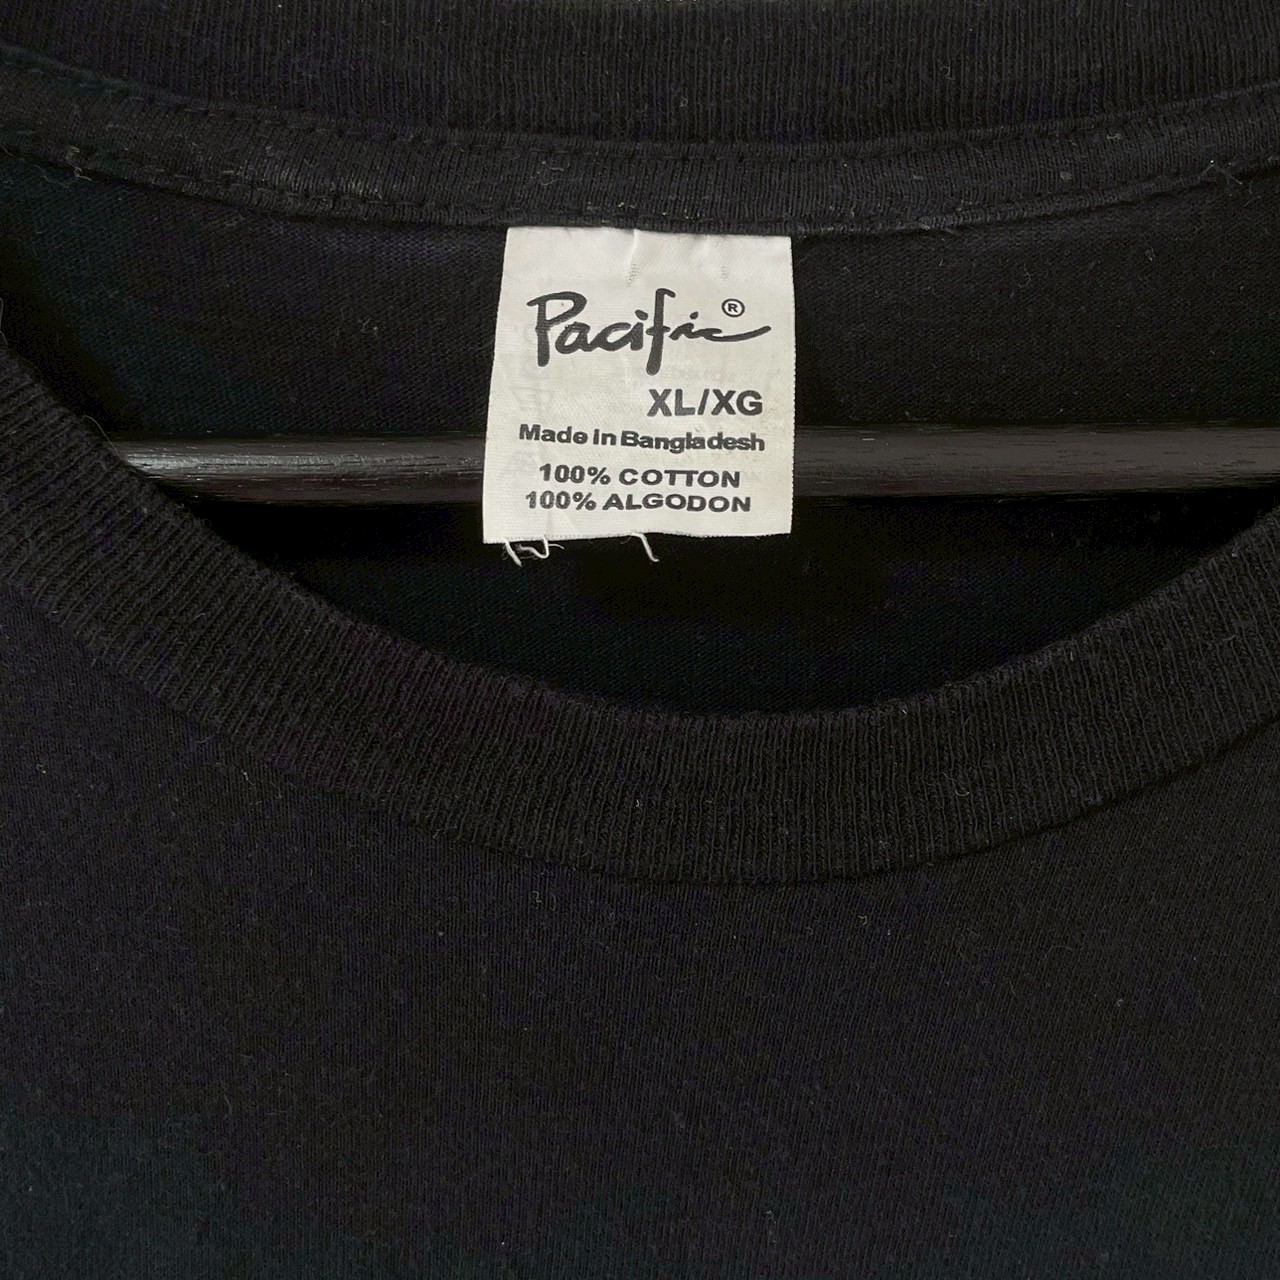 Pacific®
XL/XG
Made in Bangladesh
100% COTTON
100% ALGODON